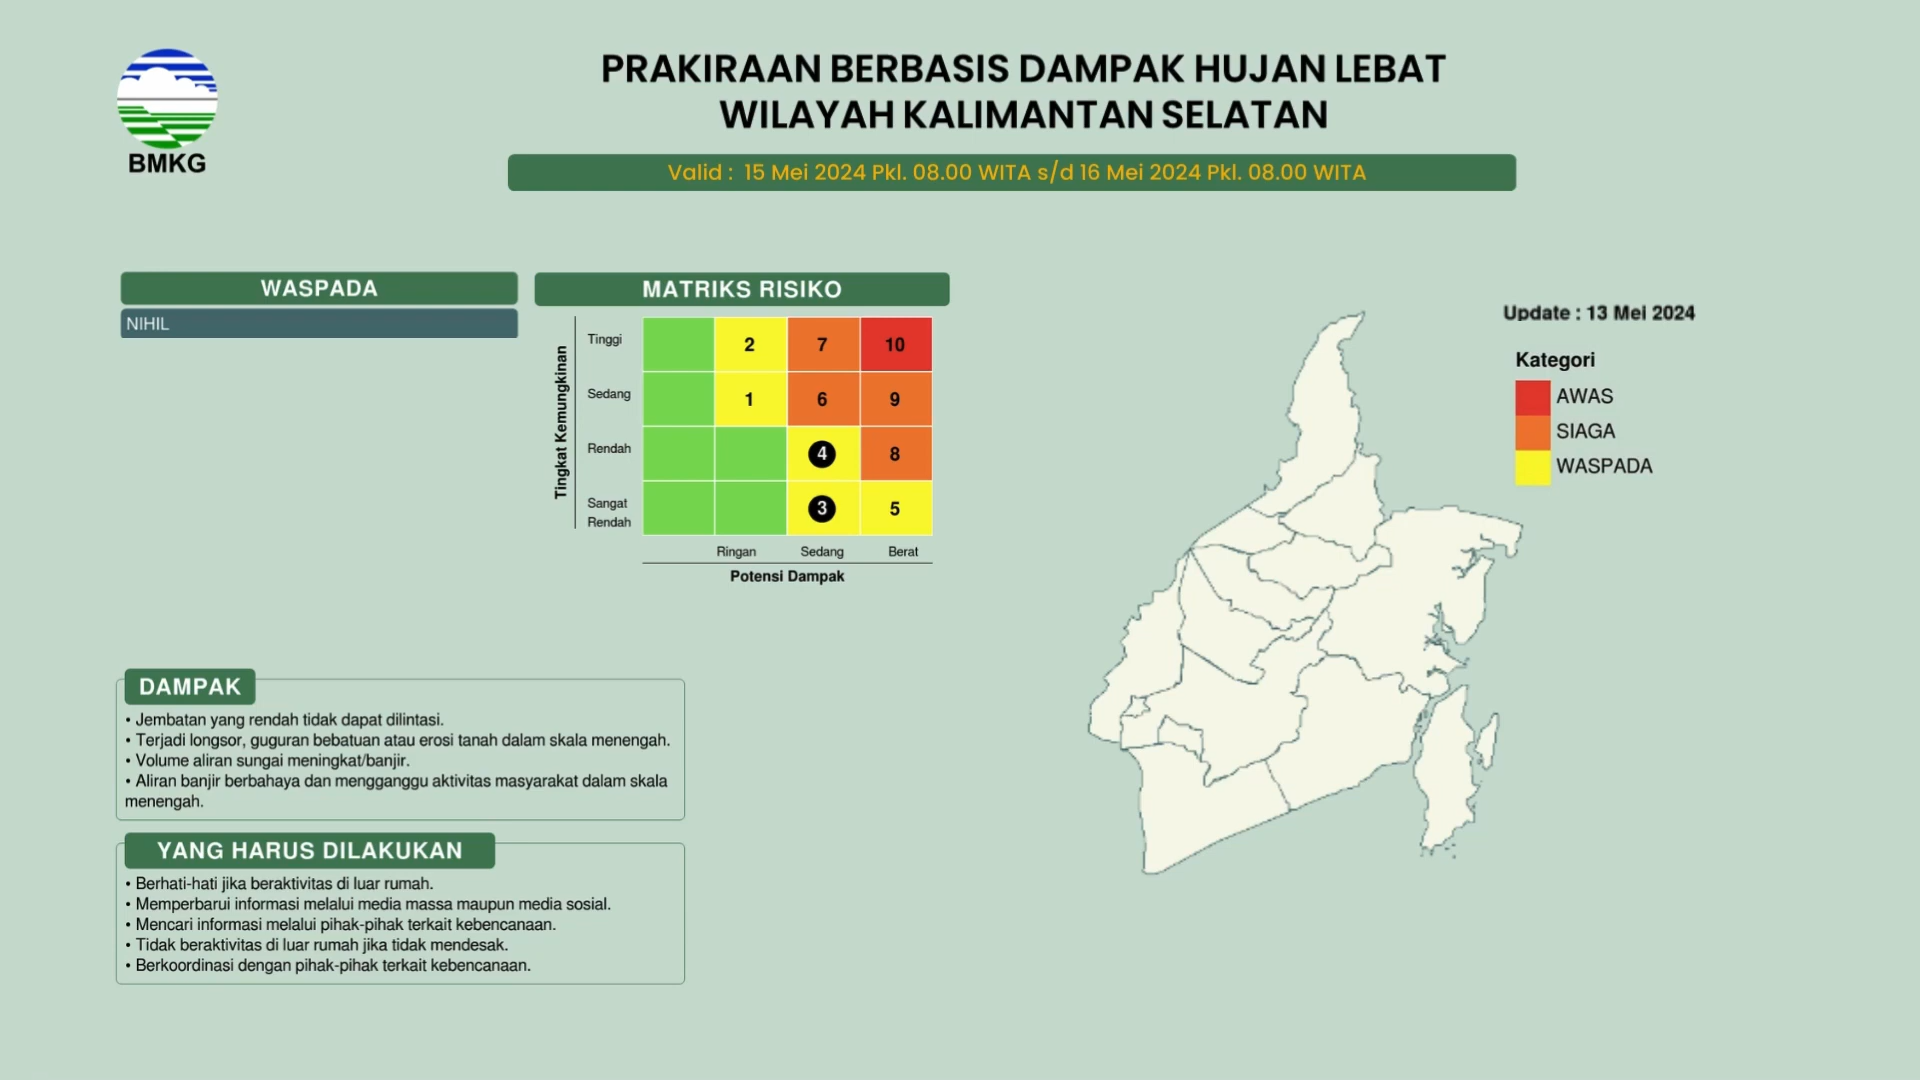 BMKG
PRAKIRAAN BERBASIS DAMPAK HUJAN LEBAT
WILAYAH KALIMANTAN SELATAN
Valid : 15 Mei 2024 Pkl. 08.00 WITA s/d 16 Mei 2024 Pkl. 08.00 WITA
WASPADA
NIHIL
MATRIKS RISIKO
Tingkat Kemungkinan
Tinggi 2 7 10
Sedang 1 6 9
Rendah 4 8
Sangat
Rendah 3 5
Ringan Sedang Berat
Potensi Dampak
Update : 13 Mei 2024
Kategori
AWAS
SIAGA
WASPADA
DAMPAK
• Jembatan yang rendah tidak dapat dilintasi.
• Terjadi longsor, guguran bebatuan atau erosi tanah dalam skala menengah.
• Volume aliran sungai meningkat/banjir.
• Aliran banjir berbahaya dan mengganggu aktivitas masyarakat dalam skala
menengah.
YANG HARUS DILAKUKAN
• Berhati-hati jika beraktivitas di luar rumah.
• Memperbarui informasi melalui media massa maupun media sosial.
• Mencari informasi melalui pihak-pihak terkait kebencanaan.
• Tidak beraktivitas di luar rumah jika tidak mendesak.
• Berkoordinasi dengan pihak-pihak terkait kebencanaan.